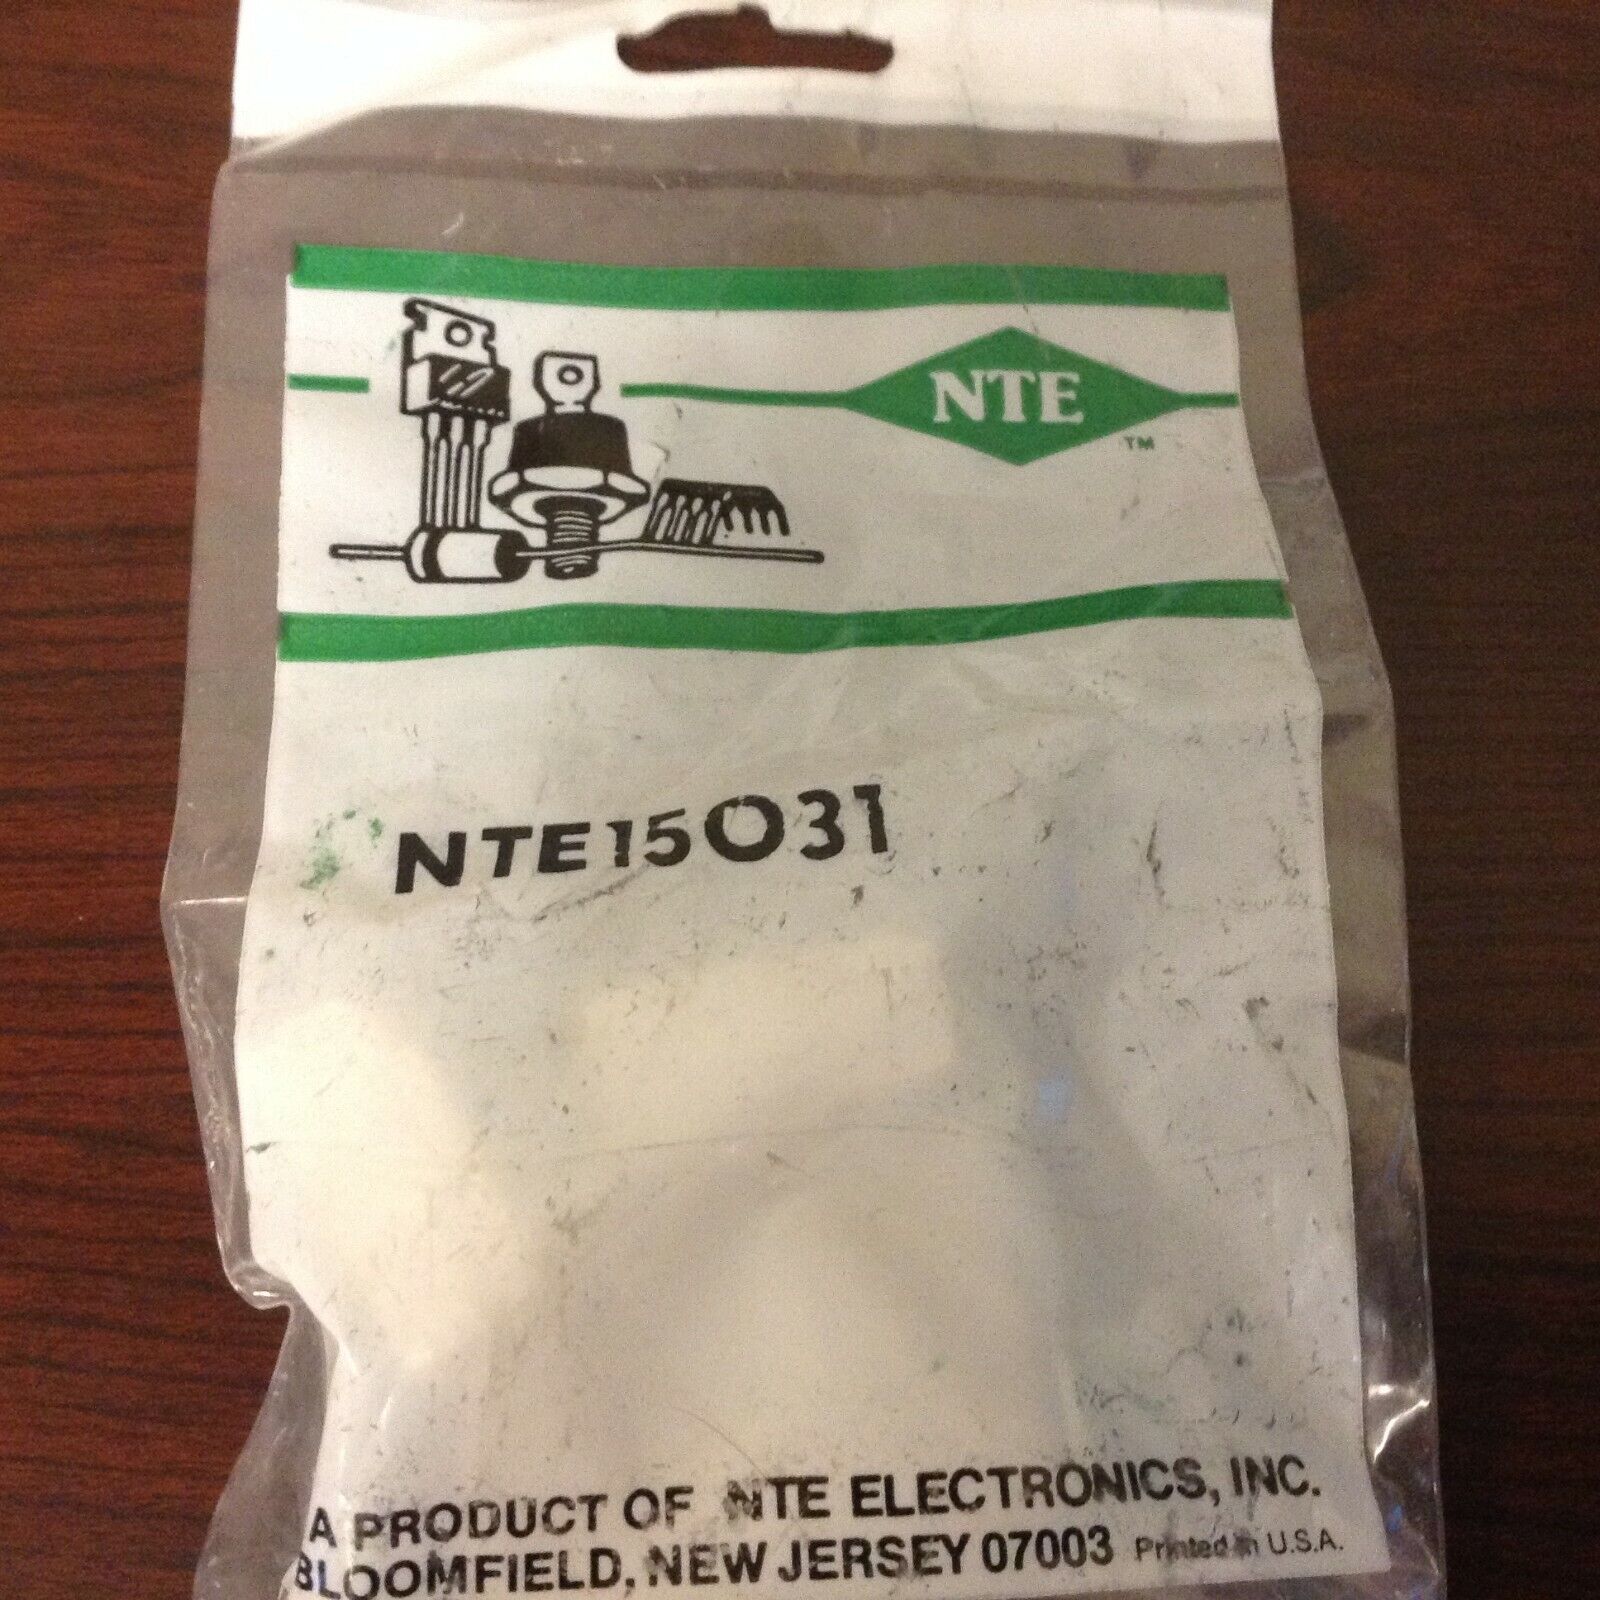 NTE
TM
NTE15031
A PRODUCT OF NTE ELECTRONICS, INC.
BLOOMFIELD, NEW JERSEY 07003 Printed in U.S.A.